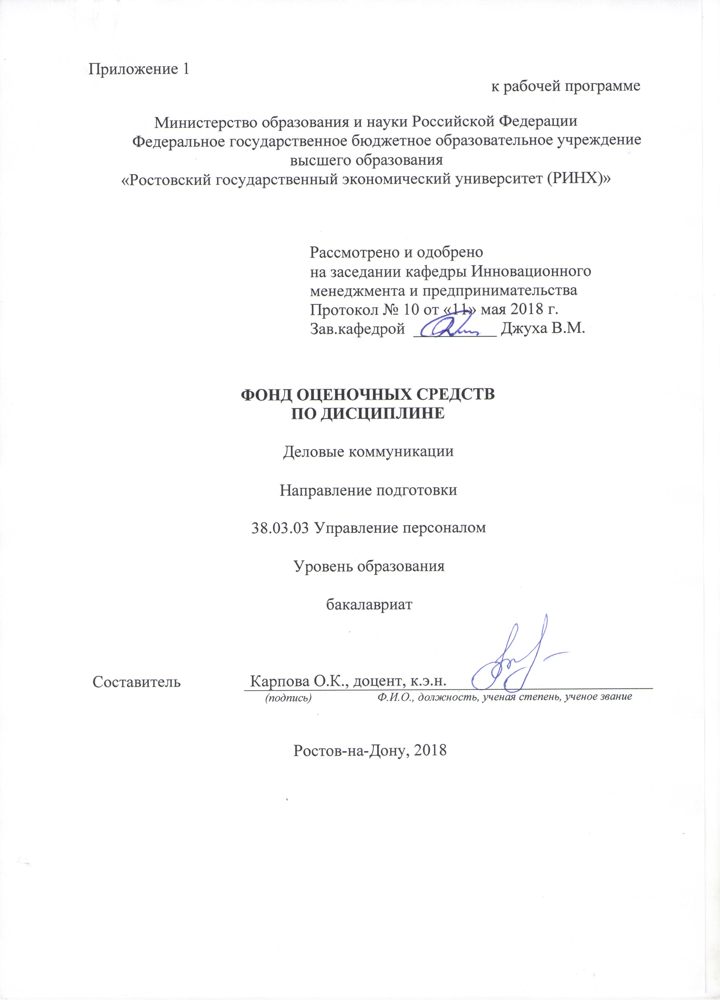 Приложение 1
к рабочей программе
Министерство образования и науки Российской Федерации
Федеральное государственное бюджетное образовательное учреждение
высшего образования
«Ростовский государственный экономический университет (РИНХ)»
Рассмотрено и одобрено
на заседании кафедры Инновационного
менеджмента и предпринимательства
Протокол № 10 от «11» мая 2018 г.
Зав.кафедрой __________ Джуха В.М.
ФОНД ОЦЕНОЧНЫХ СРЕДСТВ
ПО ДИСЦИПЛИНЕ
Деловые коммуникации
Направление подготовки
38.03.03 Управление персоналом
Уровень образования
бакалавриат
Составитель Карпова О.К., доцент, к.э.н.
(подпись) Ф.И.О., должность, ученая степень, ученое звание
Ростов-на-Дону, 2018